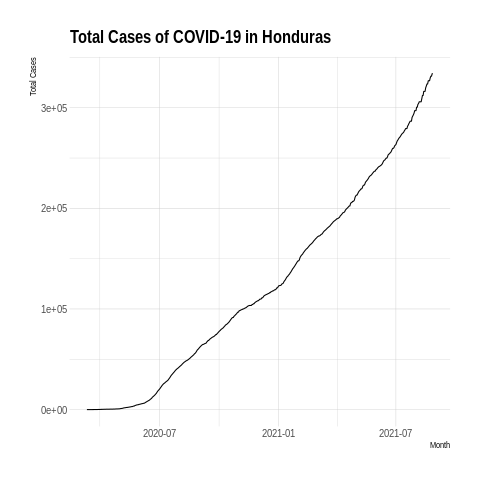 Total Cases of COVID-19 in Honduras
Total Cases
3e+05
2e+05
1e+05
0e+00
2020-07
2021-01
2021-07
Month